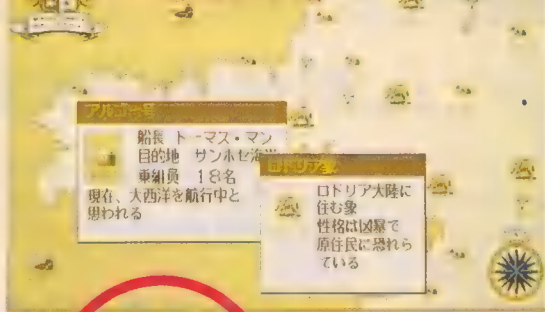 アルゴー号
船長 トーマス・マン
目的地 サンホセ海岸
乗組員 18名
現在、大西洋を航行中と
思われる
ロドリア象
ロドリア大陸に
住む象
性格は凶暴で
原住民に恐れら
ている